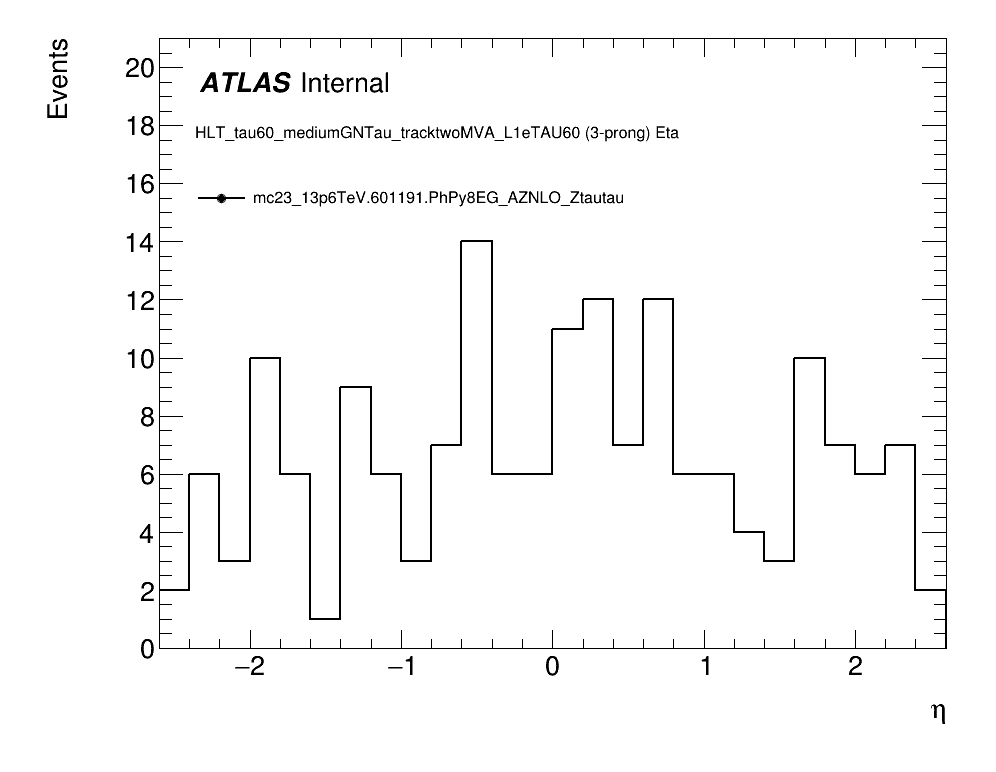 Events
20
18
16
14
12
10
8
6
4
2
0
ATLAS Internal
HLT_tau60_mediumGNTau_tracktwoMVA_L1eTAU60 (3-prong) Eta
mc23_13p6TeV.601191.PhPy8EG_AZNLO_Ztautau
−2 −1 0 1 2
η